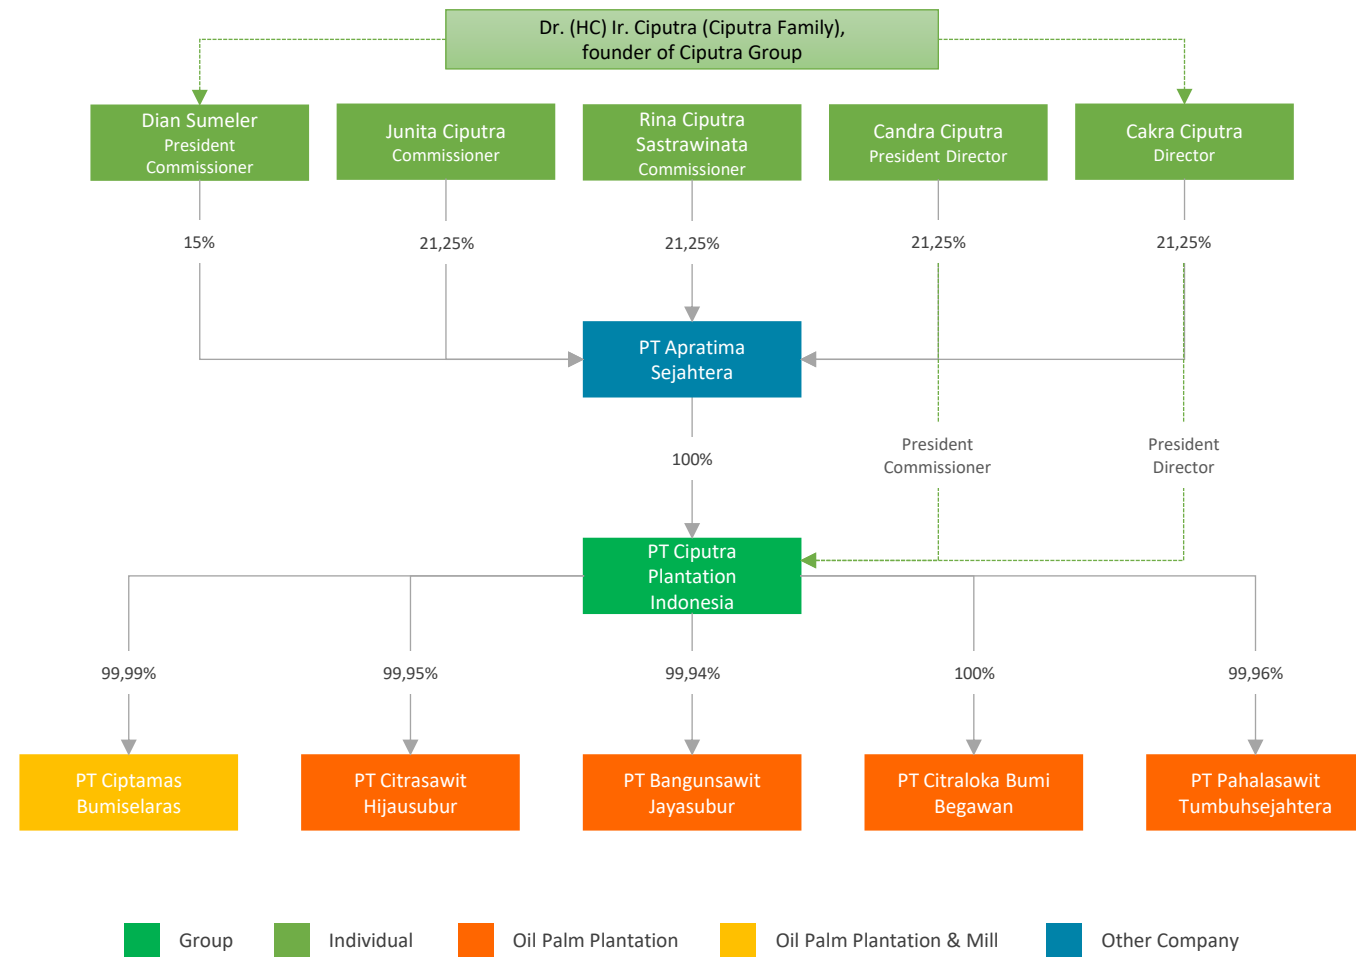 Dr. (HC) Ir. Ciputra (Ciputra Family),
founder of Ciputra Group
Dian Sumeler
President
Commissioner
Junita Ciputra
Commissioner
Rina Ciputra
Sastrawinata
Commissioner
Candra Ciputra
President Director
Cakra Ciputra
Director
15%
21,25%
21,25%
21,25%
21,25%
PT Apratima
Sejahtera
100%
President
Commissioner
President
Director
PT Ciputra
Plantation
Indonesia
99,99%
99,95%
99,94%
100%
99,96%
PT Ciptamas
Bumiselaras
PT Citrasawit
Hijausubur
PT Bangunsawit
Jayasubur
PT Citraloka Bumi
Begawan
PT Pahalasawit
Tumbuhsejahtera
Group
Individual
Oil Palm Plantation
Oil Palm Plantation & Mill
Other Company